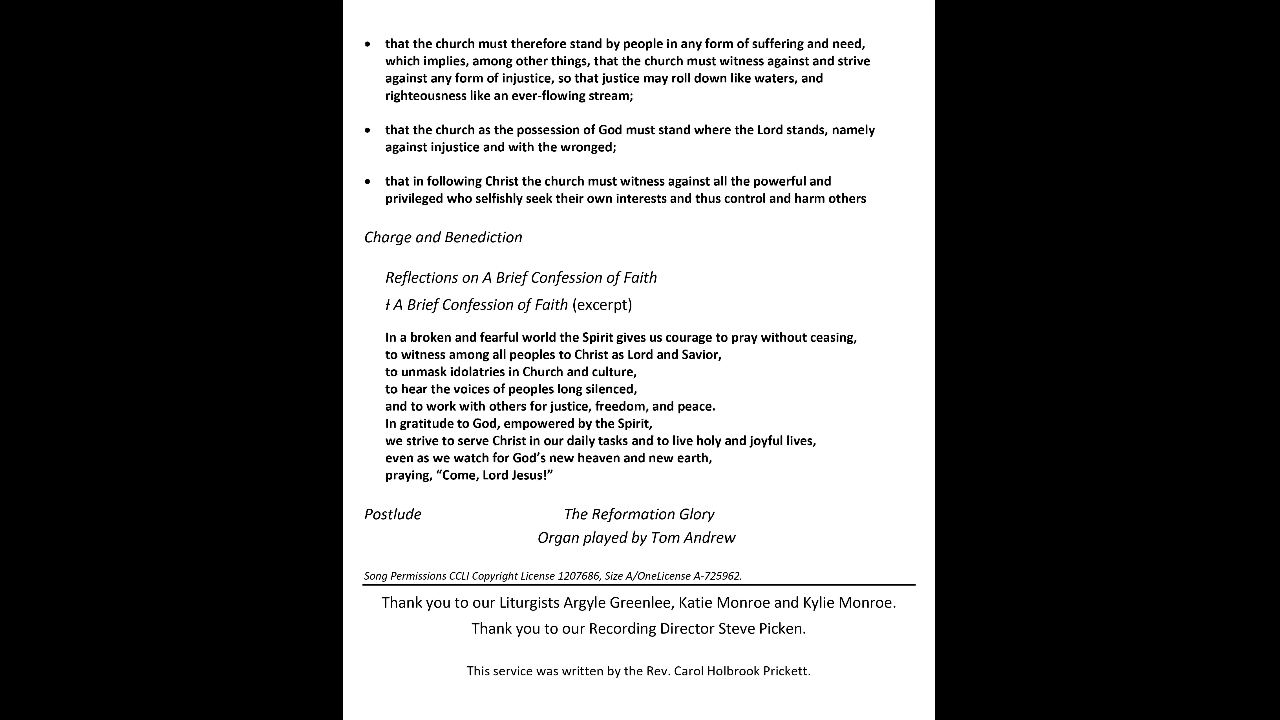 • that the church must therefore stand by people in any form of suffering and need,
which implies, among other things, that the church must witness against and strive
against any form of injustice, so that justice may roll down like waters, and
righteousness like an ever-flowing stream;
• that the church as the possession of God must stand where the Lord stands, namely
against injustice and with the wronged;
• that in following Christ the church must witness against all the powerful and
privileged who selfishly seek their own interests and thus control and harm others
Charge and Benediction
Reflections on A Brief Confession of Faith
ƚ A Brief Confession of Faith (excerpt)
In a broken and fearful world the Spirit gives us courage to pray without ceasing,
to witness among all peoples to Christ as Lord and Savior,
to unmask idolatries in Church and culture,
to hear the voices of peoples long silenced,
and to work with others for justice, freedom, and peace.
In gratitude to God, empowered by the Spirit,
we strive to serve Christ in our daily tasks and to live holy and joyful lives,
even as we watch for God’s new heaven and new earth,
praying, “Come, Lord Jesus!”
Postlude The Reformation Glory
Organ played by Tom Andrew
Song Permissions CCLI Copyright License 1207686, Size A/OneLicense A-725962.
Thank you to our Liturgists Argyle Greenlee, Katie Monroe and Kylie Monroe.
Thank you to our Recording Director Steve Picken.
This service was written by the Rev. Carol Holbrook Prickett.